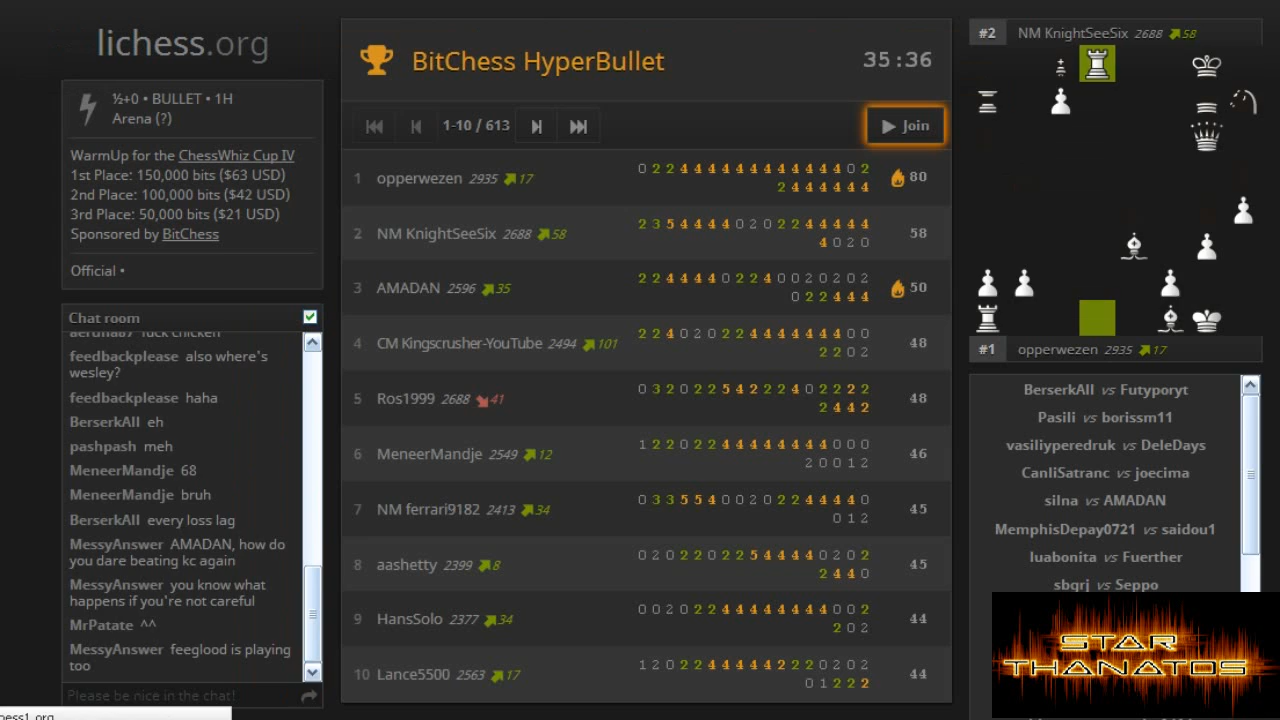 lichess.org
½+0 • BULLET • 1H
Arena (?)
WarmUp for the ChessWhiz Cup IV
1st Place: 150,000 bits ($63 USD)
2nd Place: 100,000 bits ($42 USD)
3rd Place: 50,000 bits ($21 USD)
Sponsored by BitChess
Official •
Chat room
feedbackplease also where's
wesley?
feedbackplease haha
BerserkAll eh
pashpash meh
MeneerMandje 68
MeneerMandje bruh
BerserkAll every loss lag
MessyAnswer AMADAN, how do
you dare beating kc again
MessyAnswer you know what
happens if you're not careful
MrPatate ^^
MessyAnswer feeglood is playing
too
Please be nice in the chat!
BitChess HyperBullet 35:36
1-10 / 613 Join
1 opperwezen 2935 17 0 2 2 4 4 4 4 4 4 4 4 4 4 4 4 0 2 80
2 4 4 4 4 4 4
2 NM KnightSeeSix 2688 58 2 3 5 4 4 4 4 0 2 0 2 2 4 4 4 4 4 58
4 0 2 0
3 AMADAN 2596 35 2 2 4 4 4 4 0 2 2 4 0 0 2 0 2 0 2 50
0 2 2 4 4 4
4 CM Kingscrusher-YouTube 2494 101 2 2 4 0 2 0 2 2 4 4 4 4 4 4 4 0 0 48
2 2 0 2
5 Ros1999 2688 41 0 3 2 0 2 2 5 4 2 2 2 4 0 2 2 2 2 48
2 4 4 2
6 MeneerMandje 2549 12 1 2 2 0 2 2 4 4 4 4 4 4 4 4 0 0 0 46
2 0 0 1 2
7 NM ferrari9182 2413 34 0 3 3 5 5 4 0 0 2 0 2 2 4 4 4 4 0 45
0 1 2
8 aashetty 2399 8 0 2 0 2 2 0 2 2 5 4 4 4 4 0 2 0 2 45
2 4 4 0
9 HansSolo 2377 34 0 0 2 0 2 2 4 4 4 4 4 4 4 4 0 0 2 44
2 0 2
10 Lance5500 2563 17 1 2 0 2 2 4 4 4 4 4 2 2 2 0 2 0 2 44
0 1 2 2 2
#2 NM KnightSeeSix 2688 58
#1 opperwezen 2935 17
BerserkAll vs Futyporyt
Pasili vs borissm11
vasiliyperedruk vs DeleDays
CanliSatranc vs joecima
silna vs AMADAN
MemphisDepay0721 vs saidou1
luabonita vs Fuerther
sbgrj vs Seppo
STAR
THANATOS